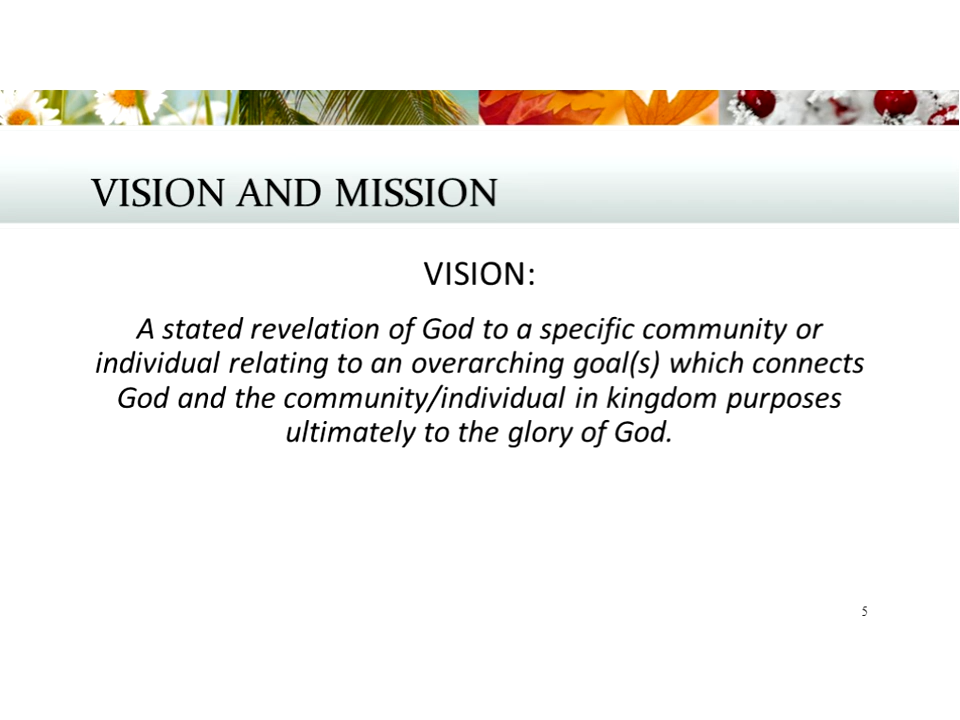 VISION AND MISSION
VISION:
A stated revelation of God to a specific community or
individual relating to an overarching goal(s) which connects
God and the community/individual in kingdom purposes
ultimately to the glory of God.
5